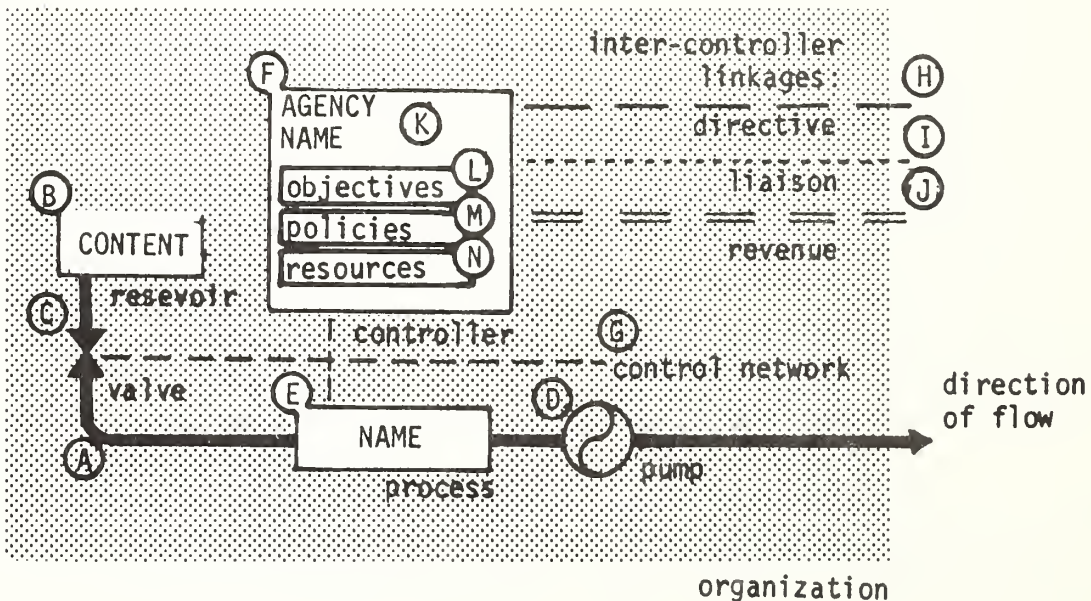 inter-controller
linkages:
H
F
AGENCY
NAME
K
directive
I
L
objectives
liaison
J
B
M
policies
CONTENT
N
resources
revenue
resevoir
C
controller
G
control network
valve
E
D
direction
of flow
NAME
A
process
pump
organization